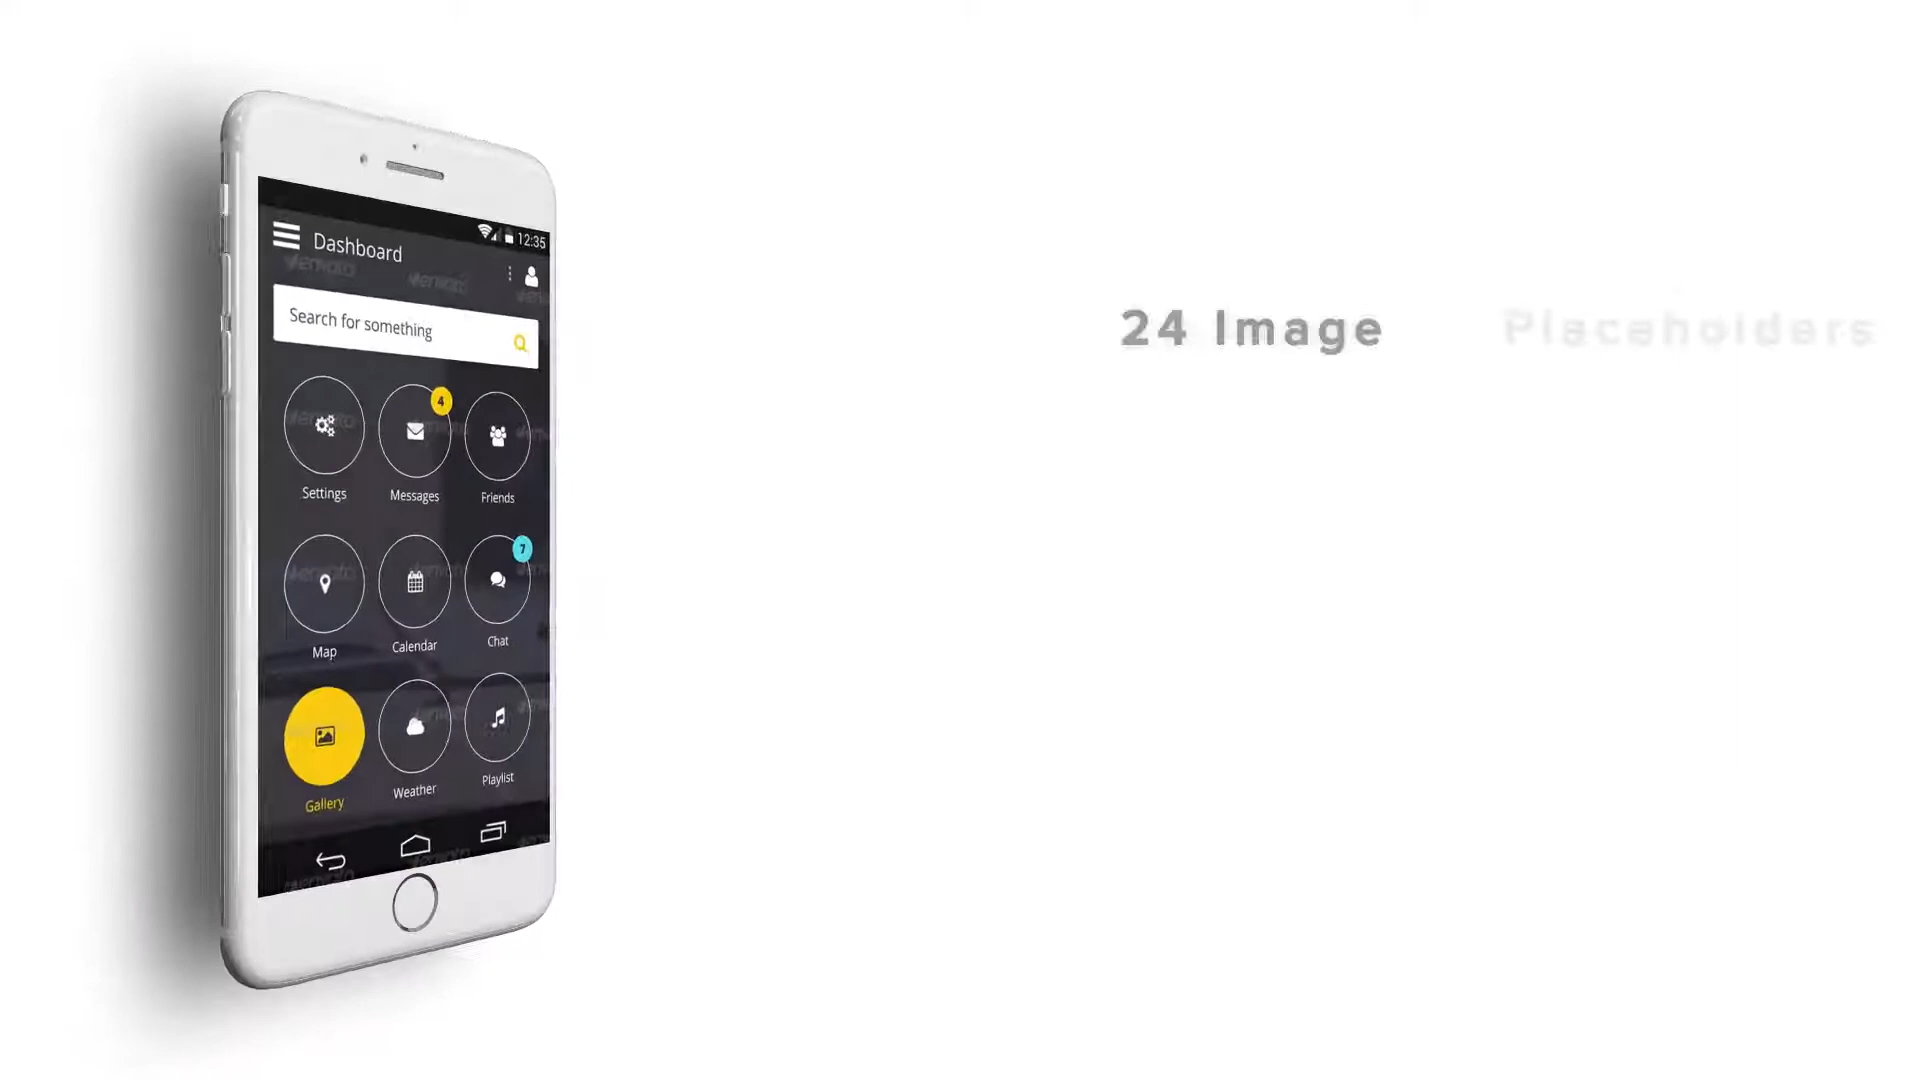 12:35
Dashboard
Search for something
4
Settings
Messages
Friends
7
Map
Calendar
Chat
Gallery
Weather
Playlist
24 Image Placeholders
envato